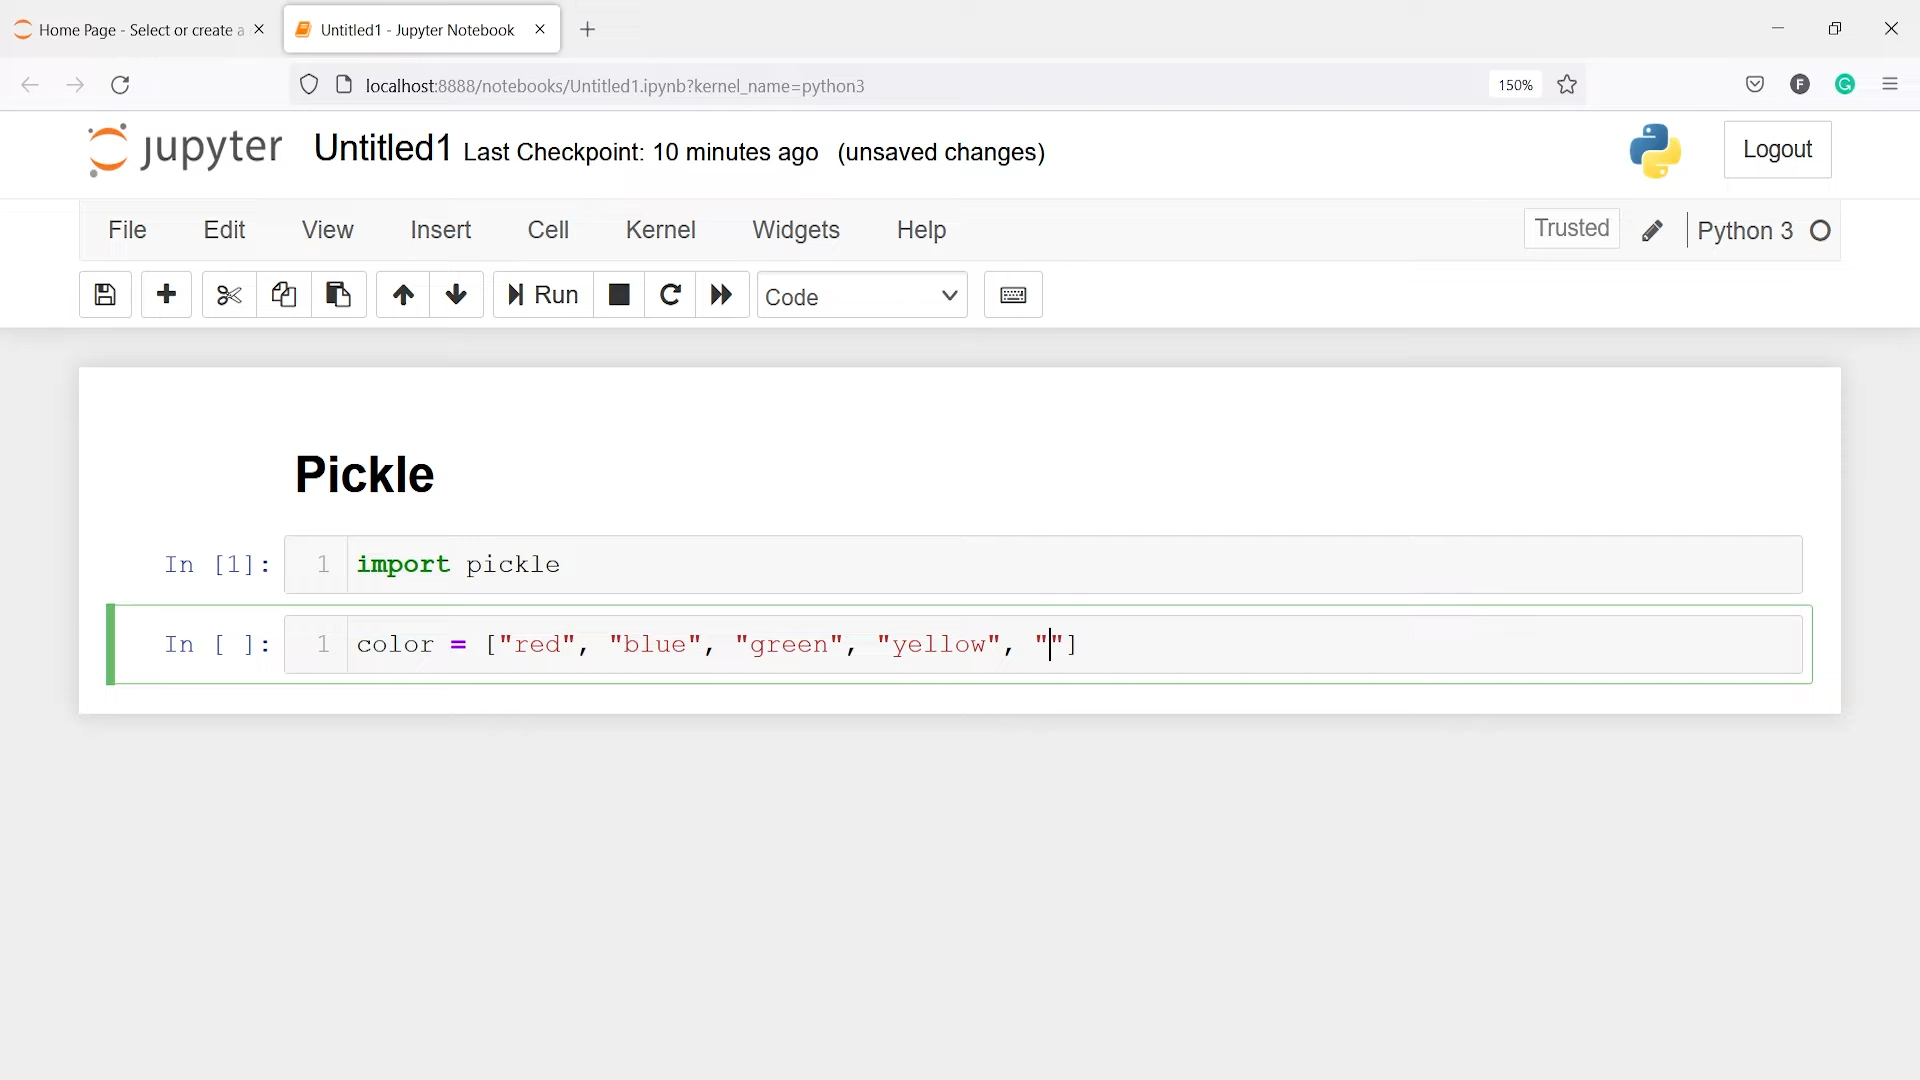 Home Page - Select or create a
Untitled1 - Jupyter Notebook
localhost:8888/notebooks/Untitled1.ipynb?kernel_name=python3
150%
F
G
jupyter Untitled1 Last Checkpoint: 10 minutes ago (unsaved changes)
Logout
File Edit View Insert Cell Kernel Widgets Help
Trusted
Python 3
Run
Code
Pickle
In [1]: 1 import pickle
In [ ]: 1 color = ["red", "blue", "green", "yellow", ""]